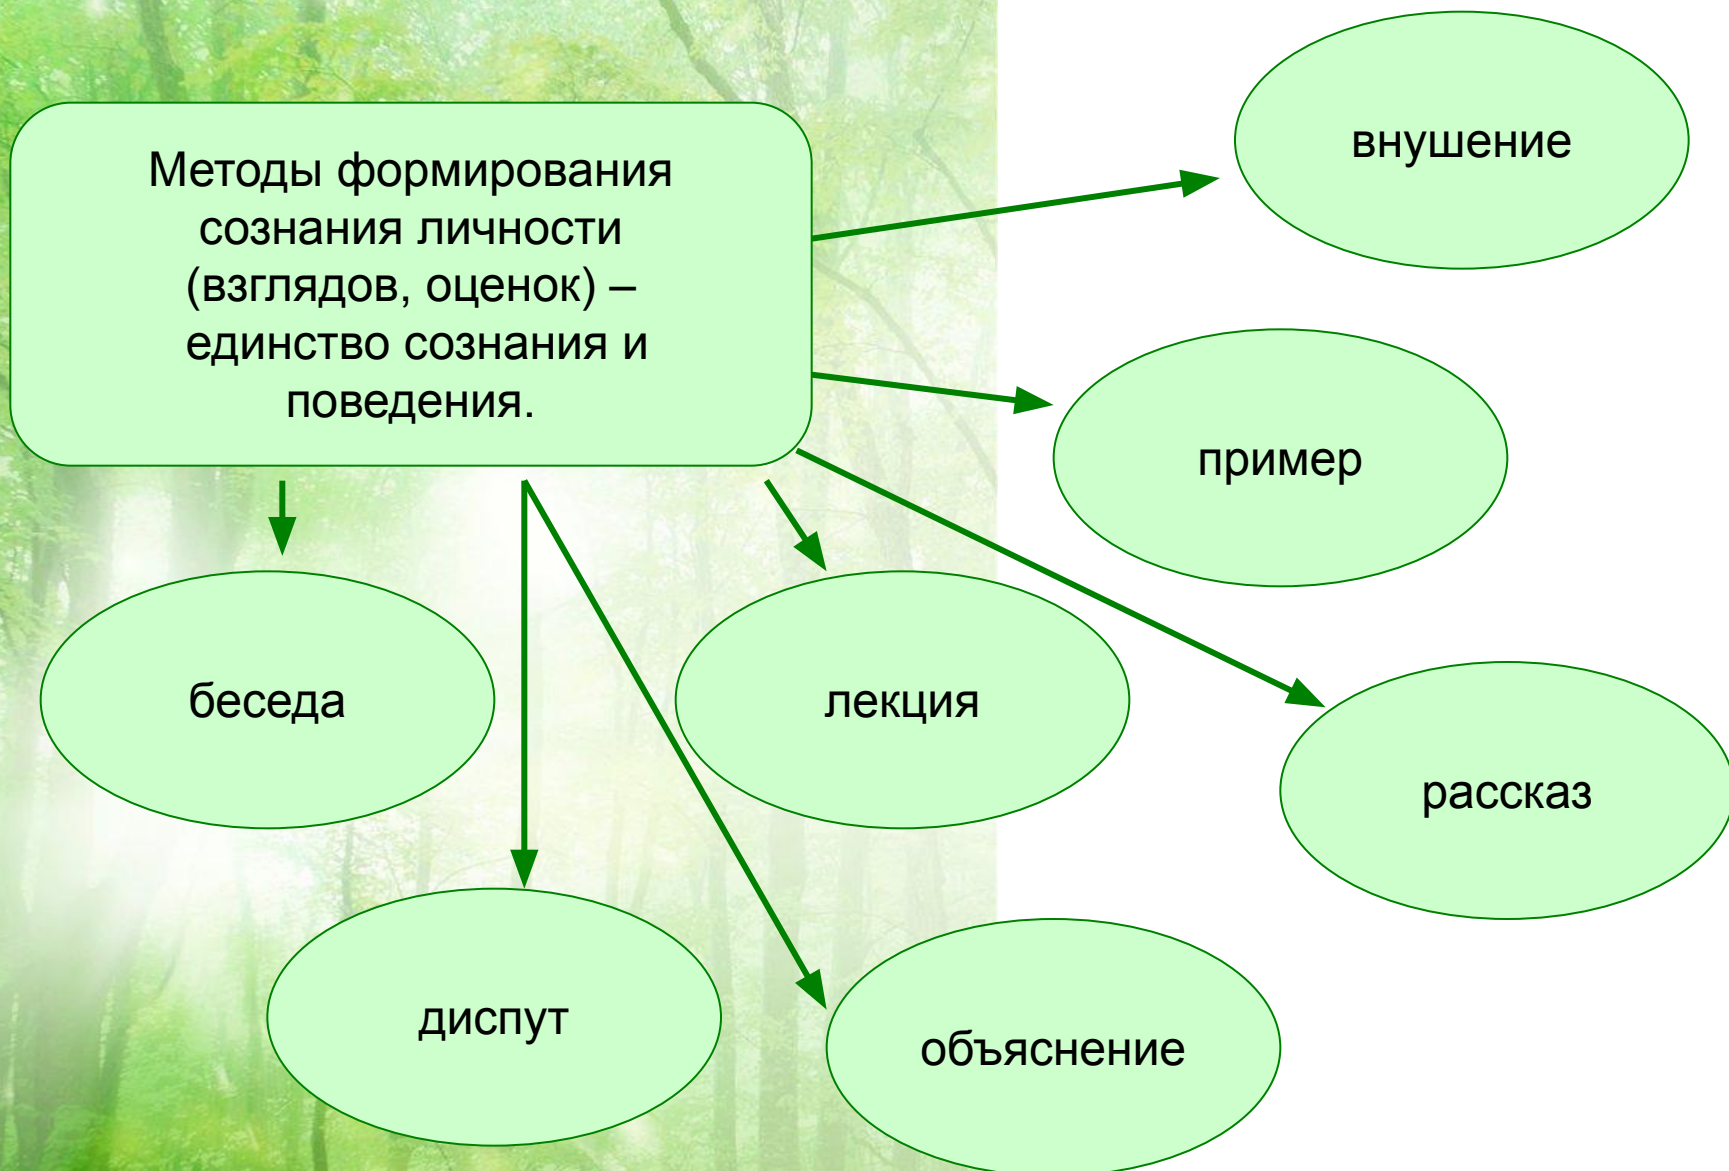 Методы формирования
сознания личности
(взглядов, оценок) –
единство сознания и
поведения.
внушение
пример
беседа
лекция
рассказ
диспут
объяснение